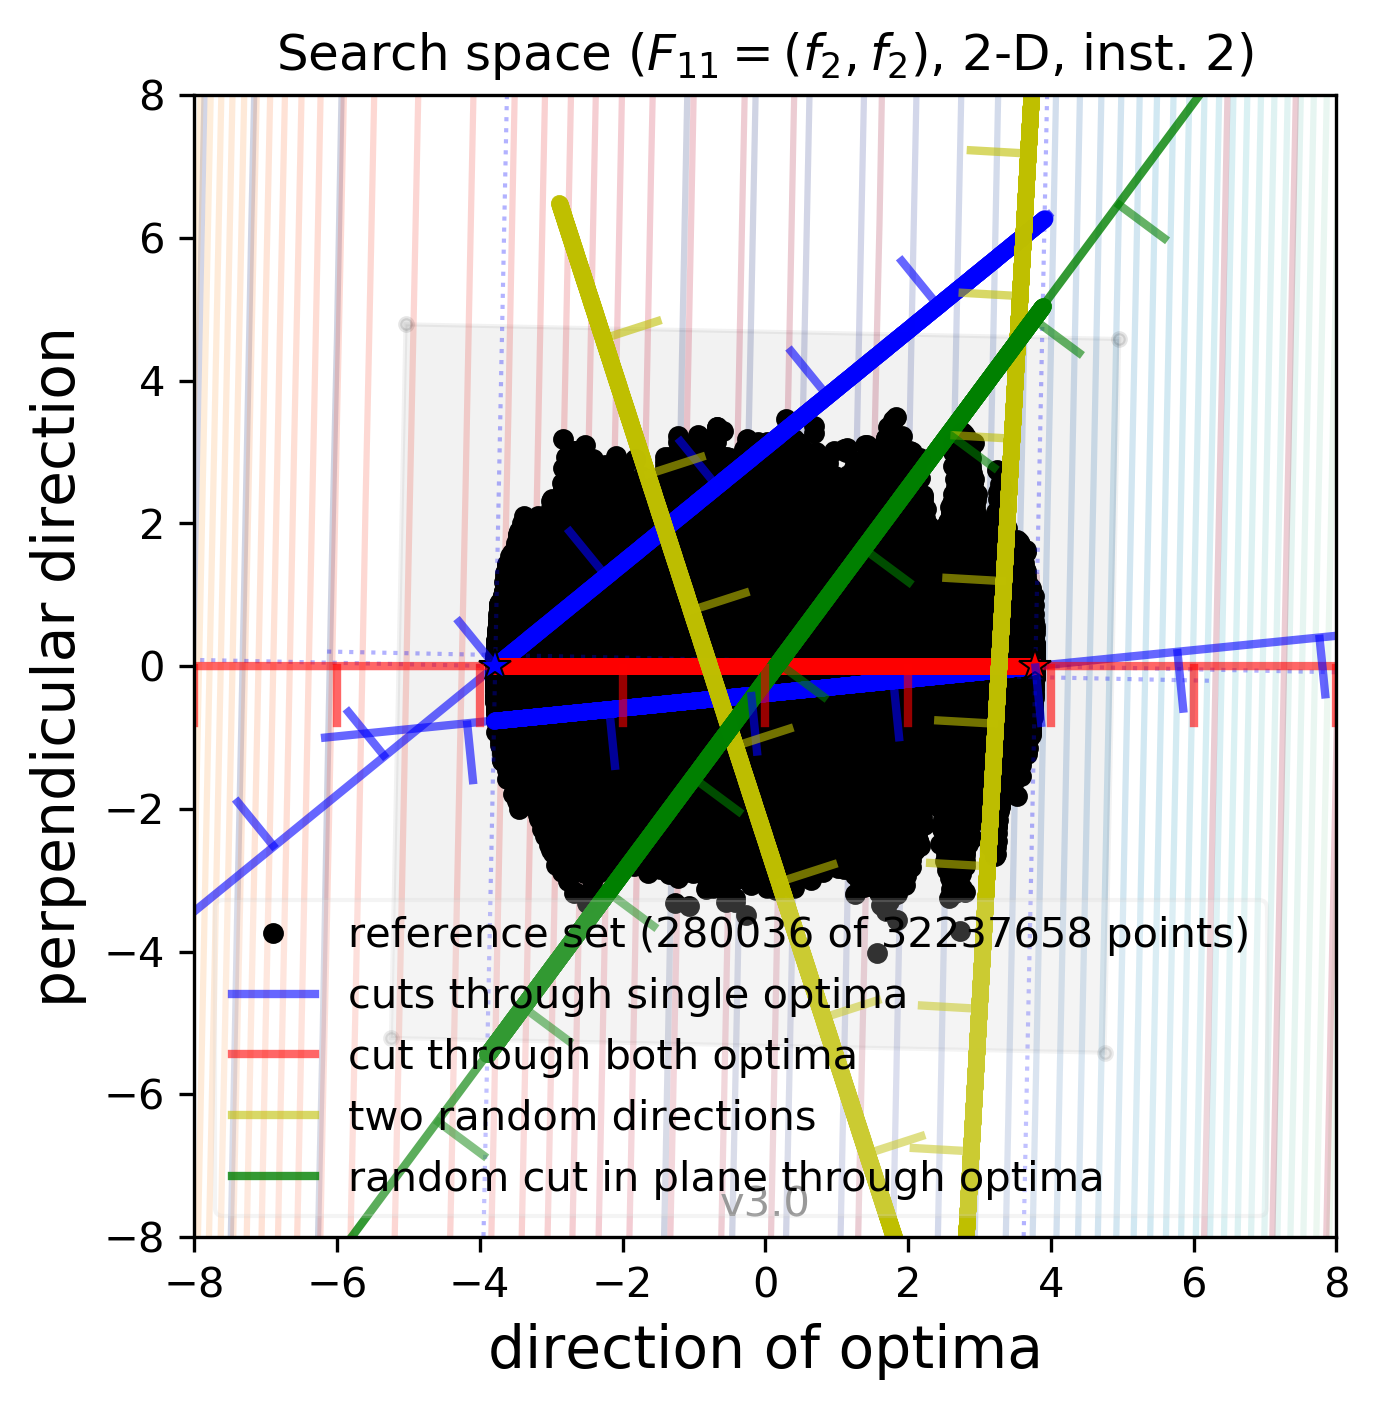 Search space (F₁₁ = (f₂, f₂), 2-D, inst. 2)
perpendicular direction
8
6
4
2
0
−2
−4
−6
−8
reference set (280036 of 32237658 points)
cuts through single optima
cut through both optima
two random directions
random cut in plane through optima
v3.0
−8 −6 −4 −2 0 2 4 6 8
direction of optima